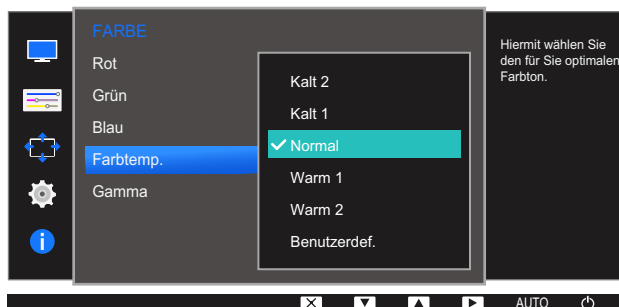 FARBE
Rot
Grün
Blau
Farbtemp.
Gamma
Kalt 2
Kalt 1
Normal
Warm 1
Warm 2
Benutzerdef.
Hiermit wählen Sie
den für Sie optimalen
Farbton.
AUTO